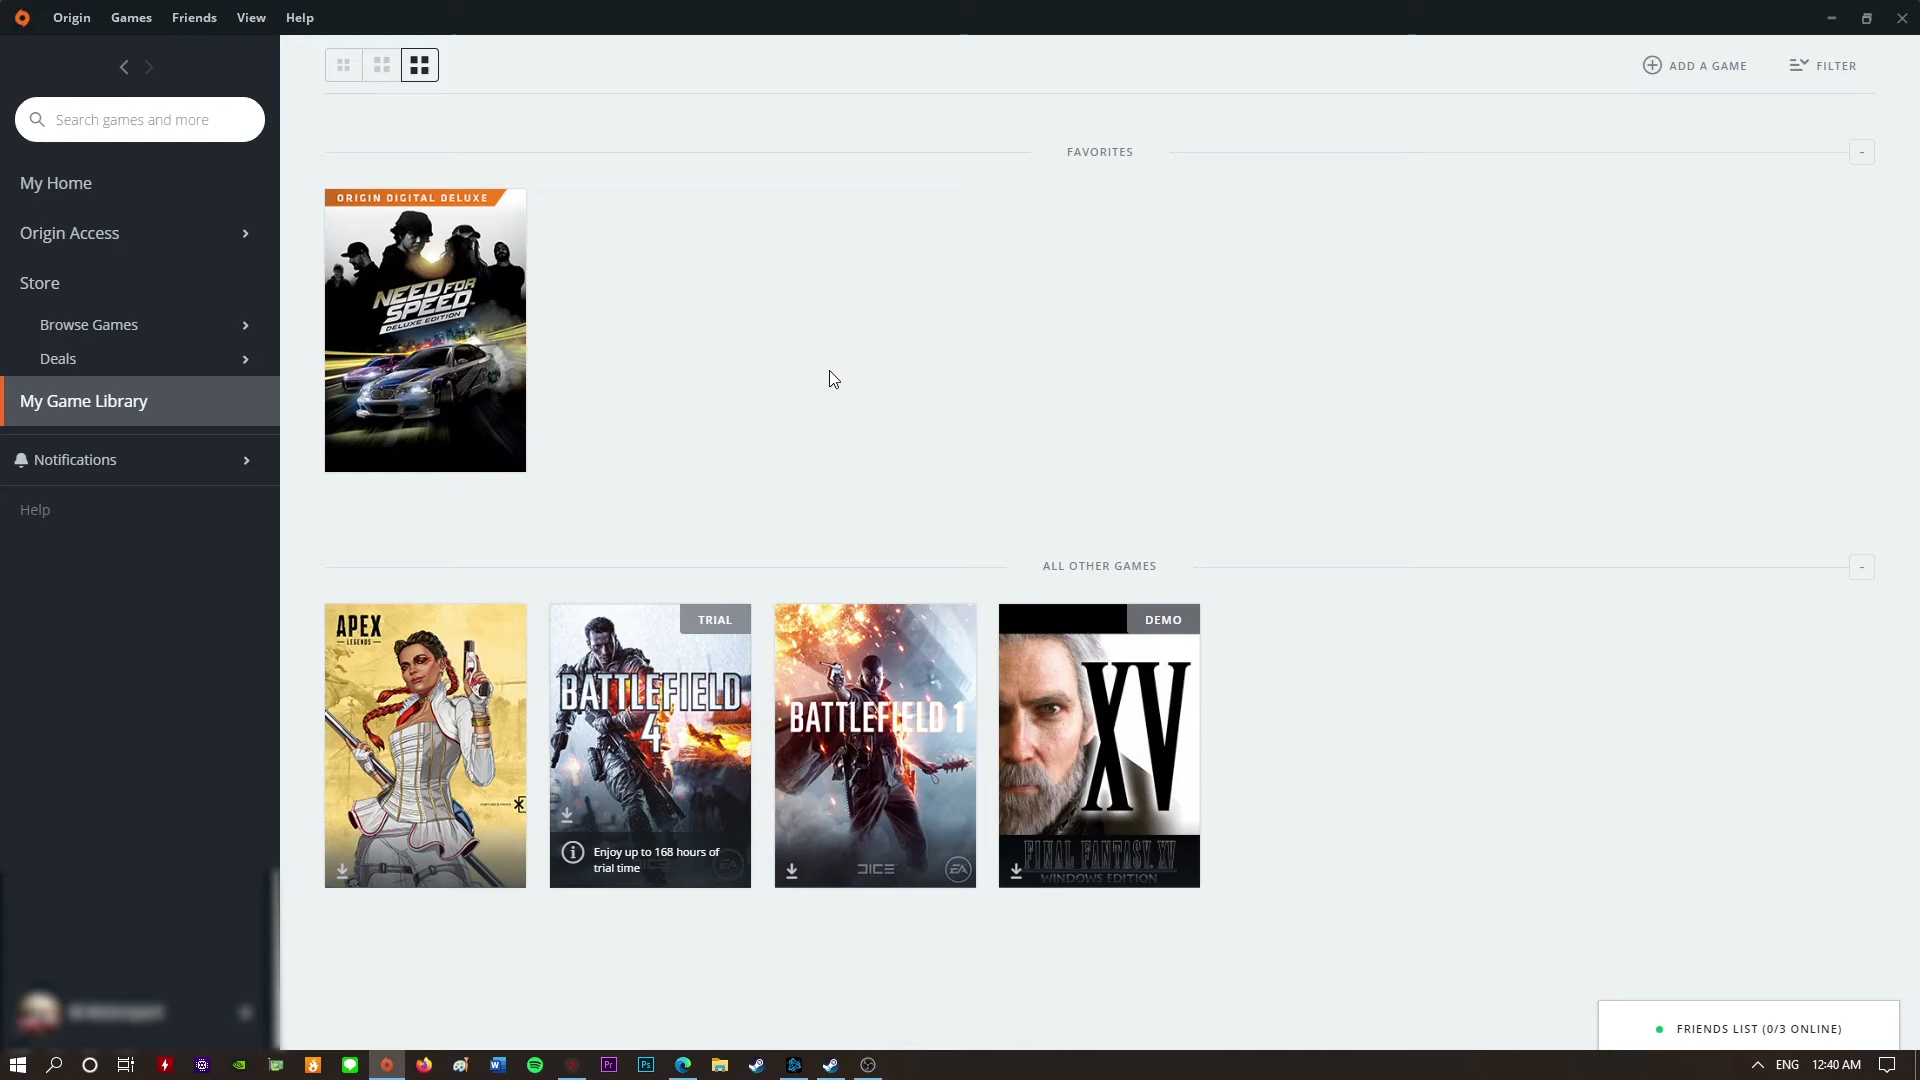 Origin Games Friends View Help
Search games and more
My Home
Origin Access
Store
Browse Games
Deals
My Game Library
Notifications
Help
ADD A GAME
FILTER
FAVORITES
-
ORIGIN DIGITAL DELUXE
NEED FOR
SPEED
DELUXE EDITION
ALL OTHER GAMES
-
APEX
LEGENDS
TRIAL
BATTLEFIELD
4
Enjoy up to 168 hours of
trial time
BATTLEFIELD 1
DICE
EA
DEMO
XV
FINAL FANTASY XV
WINDOWS EDITION
FRIENDS LIST (0/3 ONLINE)
W
Pr
Ps
ENG
12:40 AM